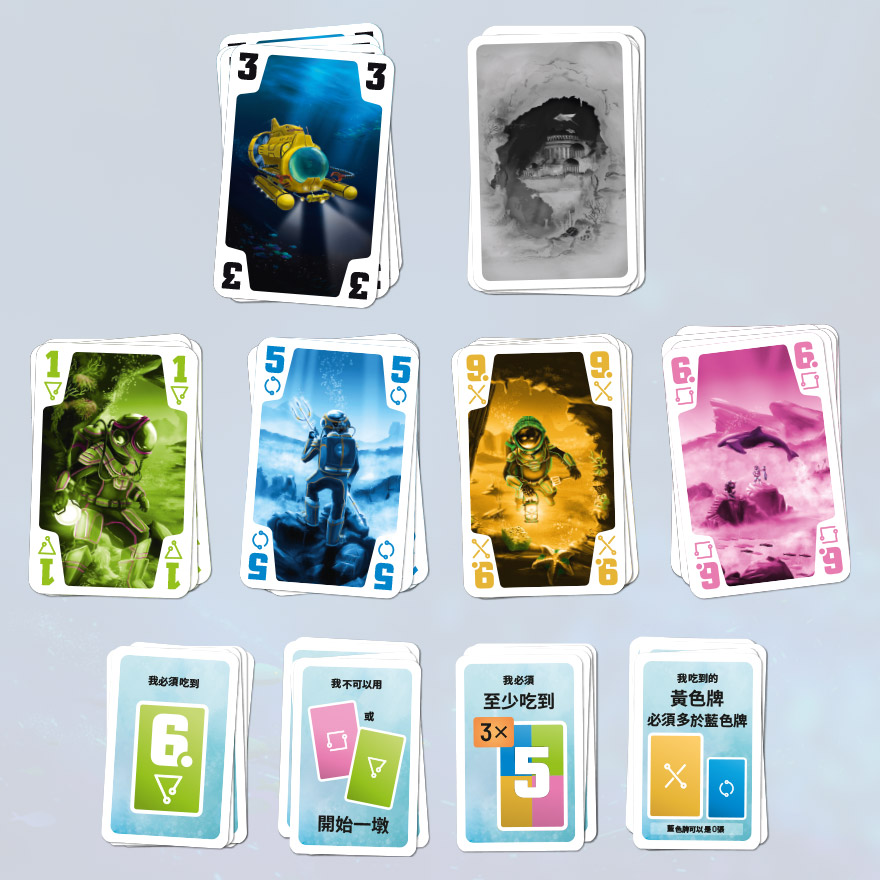 3 3
3 3
1 1
1 1
5 5
5 5
9. 9.
9. 9.
6. 6.
6. 6.
我必須吃到
6.
我不可以用
或
開始一墩
我必須
至少吃到
3×
5
我吃到的
黃色牌
必須多於藍色牌
藍色牌可以是0張